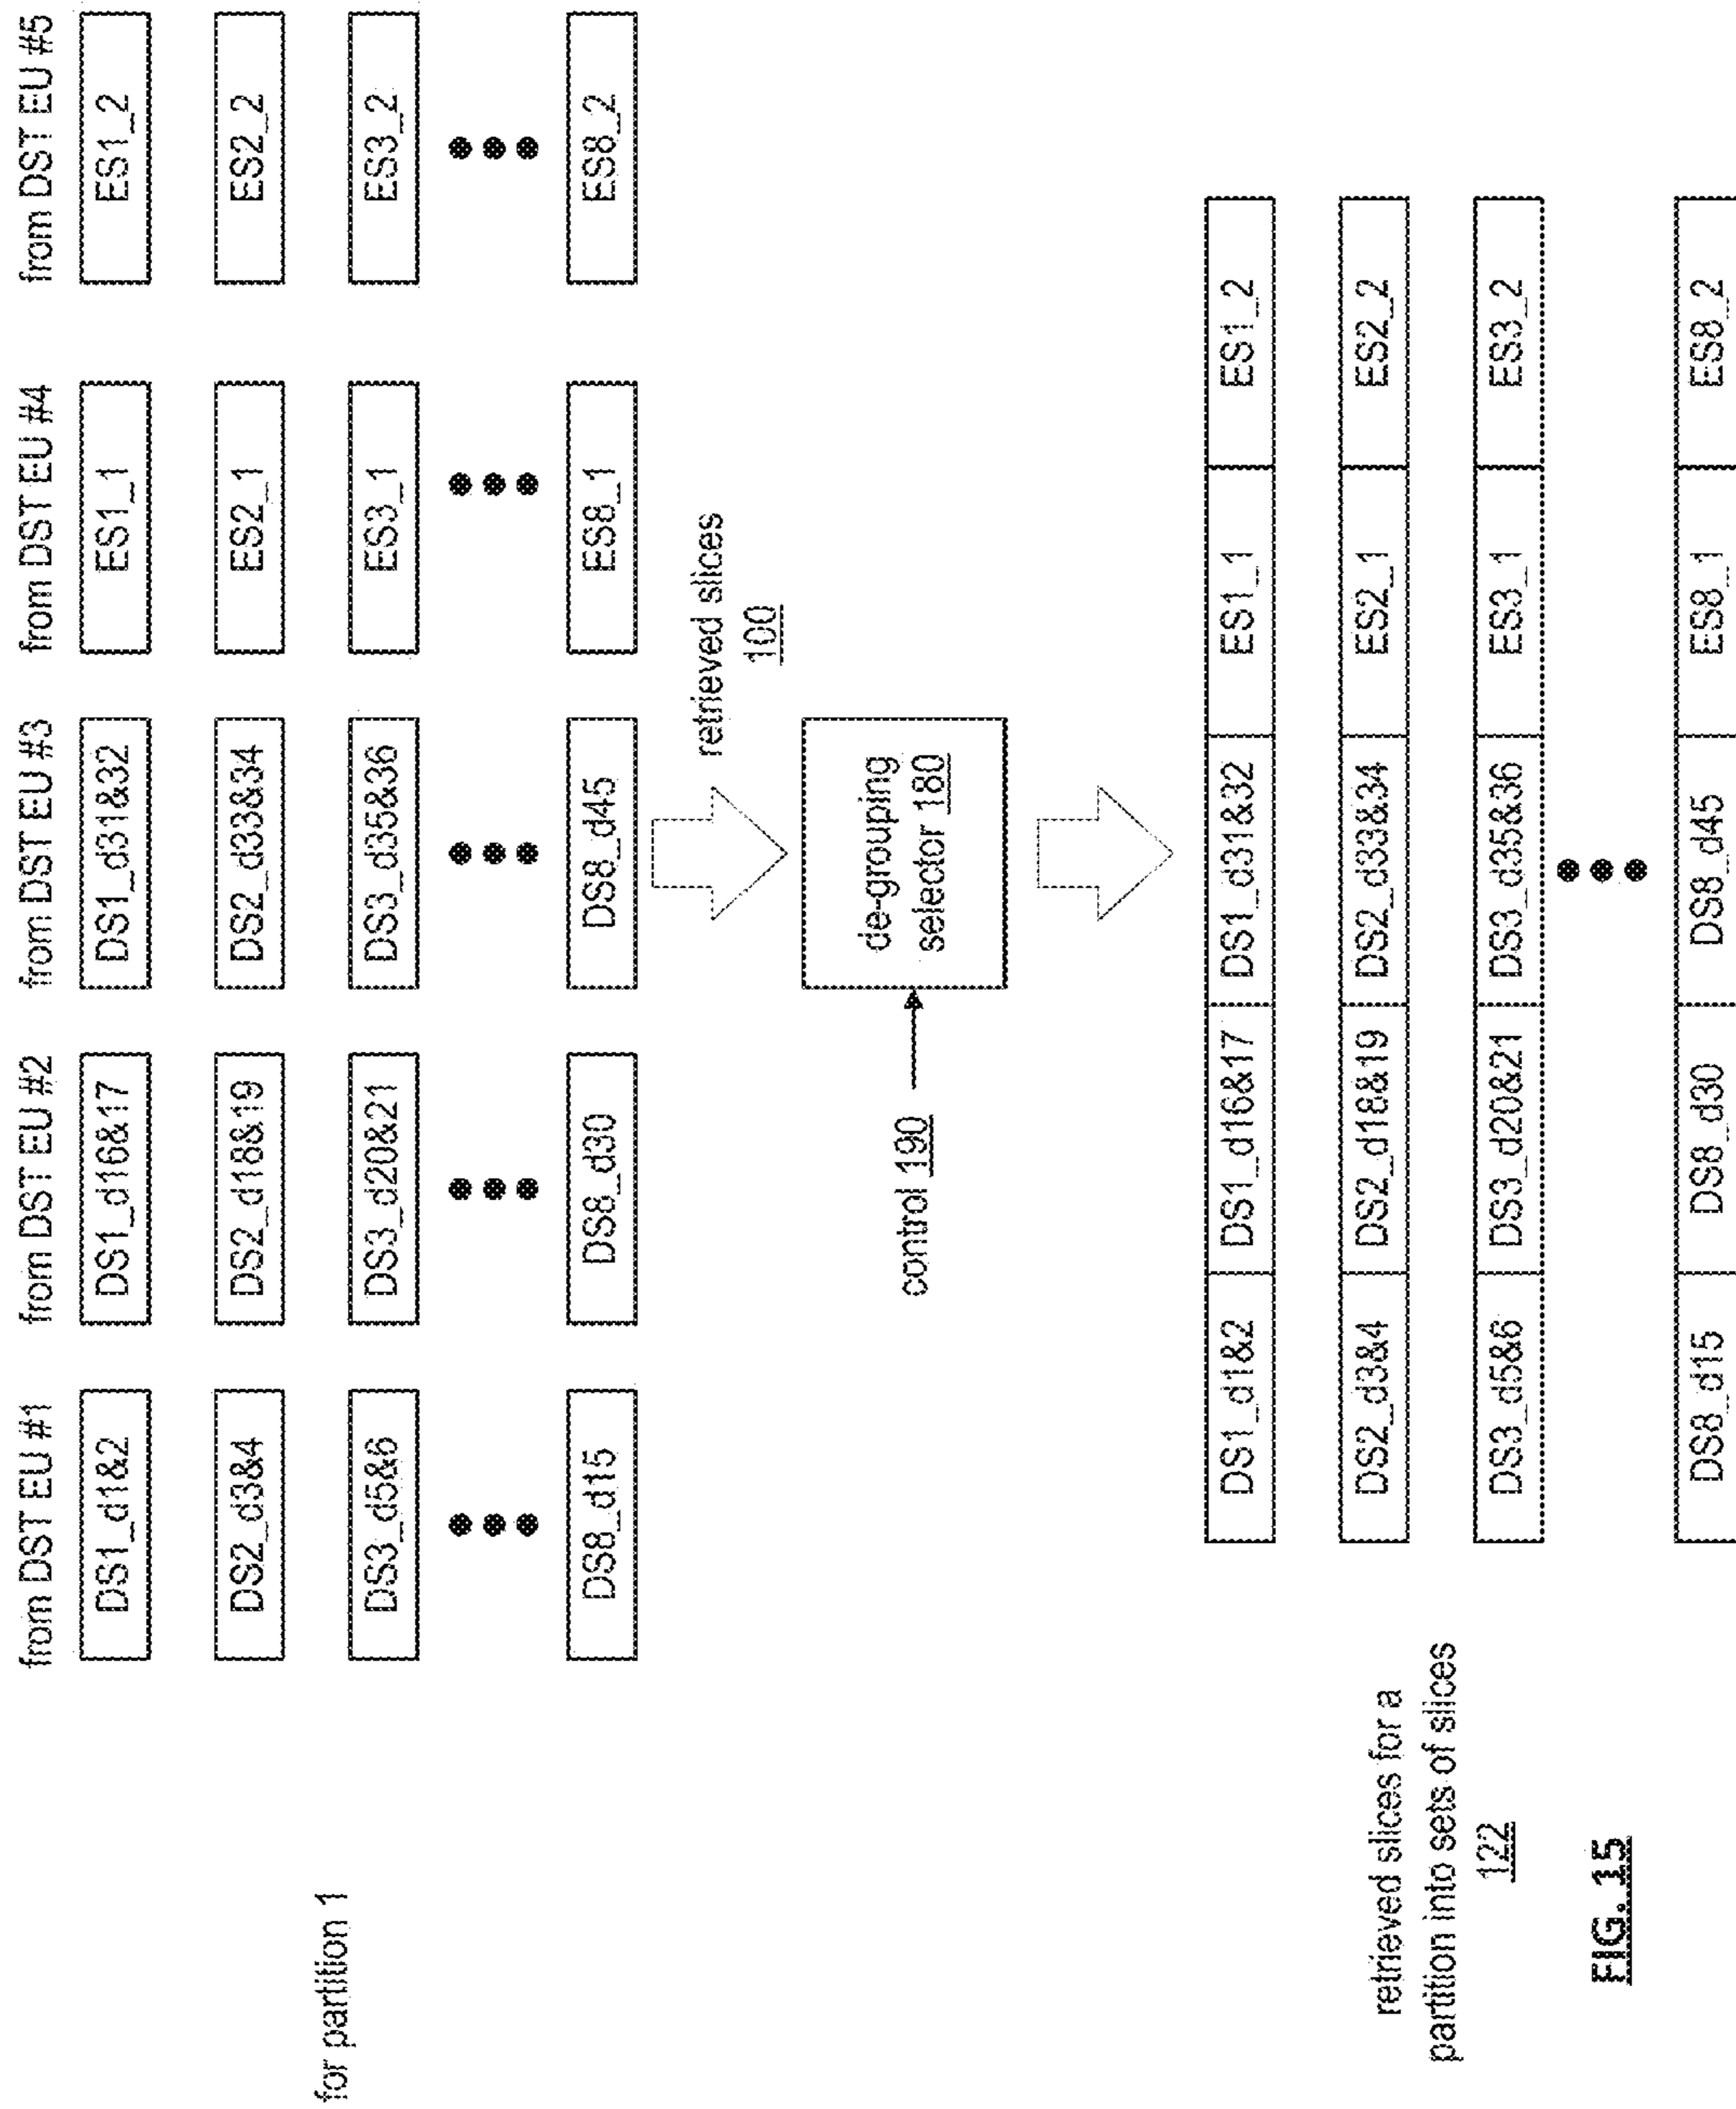 for partition 1
from DST EU #1
from DST EU #2
from DST EU #3
from DST EU #4
from DST EU #5
DS1_d1&2
DS1_d16&17
DS1_d31&32
ES1_1
ES1_2
DS2_d3&4
DS2_d18&19
DS2_d33&34
ES2_1
ES2_2
DS3_d5&6
DS3_d20&21
DS3_d35&36
ES3_1
ES3_2
DS8_d15
DS8_d30
DS8_d45
ES8_1
ES8_2
retrieved slices
100
control 190
de-grouping
selector 180
retrieved slices for a
partition into sets of slices
122
DS1_d1&2
DS1_d16&17
DS1_d31&32
ES1_1
ES1_2
DS2_d3&4
DS2_d18&19
DS2_d33&34
ES2_1
ES2_2
DS3_d5&6
DS3_d20&21
DS3_d35&36
ES3_1
ES3_2
DS8_d15
DS8_d30
DS8_d45
ES8_1
ES8_2
FIG. 15